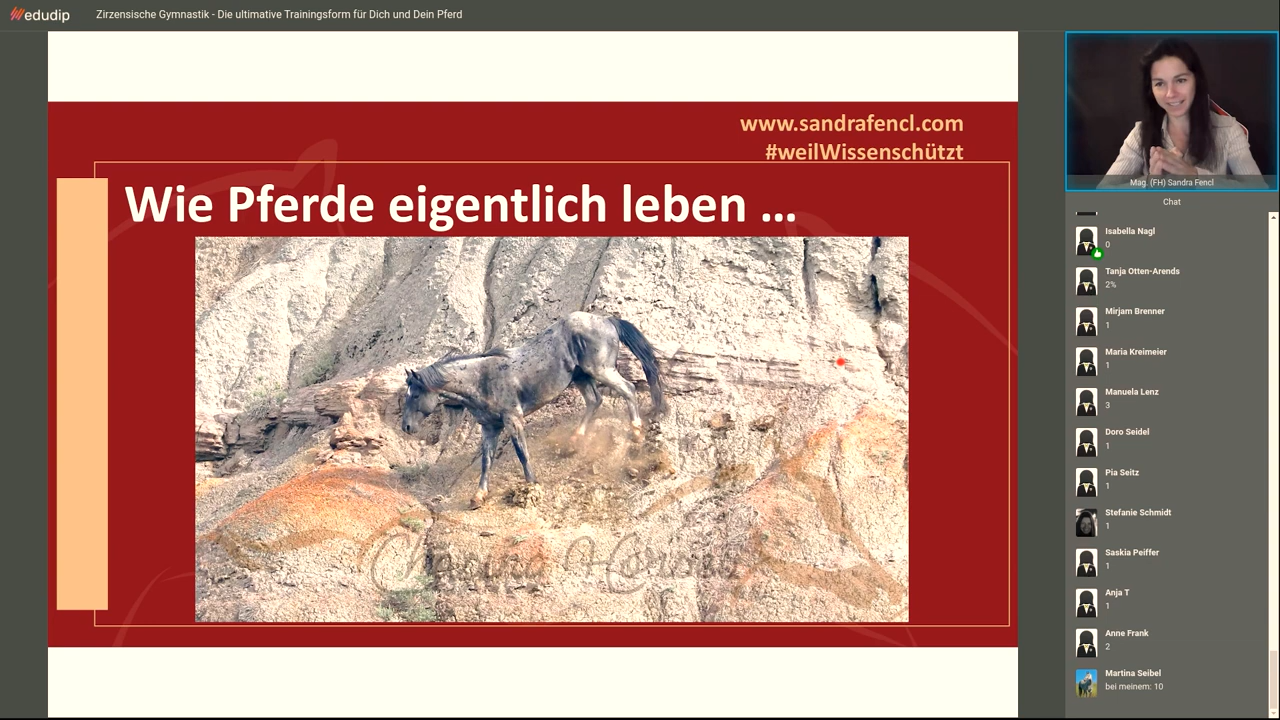 edudip
Zirzensische Gymnastik - Die ultimative Trainingsform für Dich und Dein Pferd
www.sandrafencl.com
#weilWissenschützt
Wie Pferde eigentlich leben ...
Mag. (FH) Sandra Fencl
Chat
Isabella Nagl
0
Tanja Otten-Arends
2%
Mirjam Brenner
1
Maria Kreimeier
1
Manuela Lenz
3
Doro Seidel
1
Pia Seitz
1
Stefanie Schmidt
1
Saskia Peiffer
1
Anja T
1
Anne Frank
2
Martina Seibel
bei meinem: 10